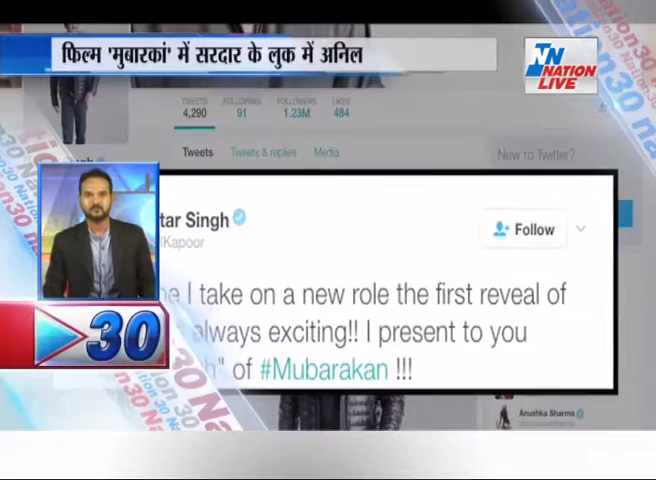 फिल्म 'मुबारकां' में सरदार के लुक में अनिल
NATION
LIVE
TWEETS FOLLOWING FOLLOWERS LIKES
4,290 91 1.23M 484
Tweets Tweets & replies Media
New to Twitter?
tar Singh
lKapoor
Follow
I take on a new role the first reveal of
always exciting!! I present to you
of #Mubarakan !!!
30
Anushka Sharma